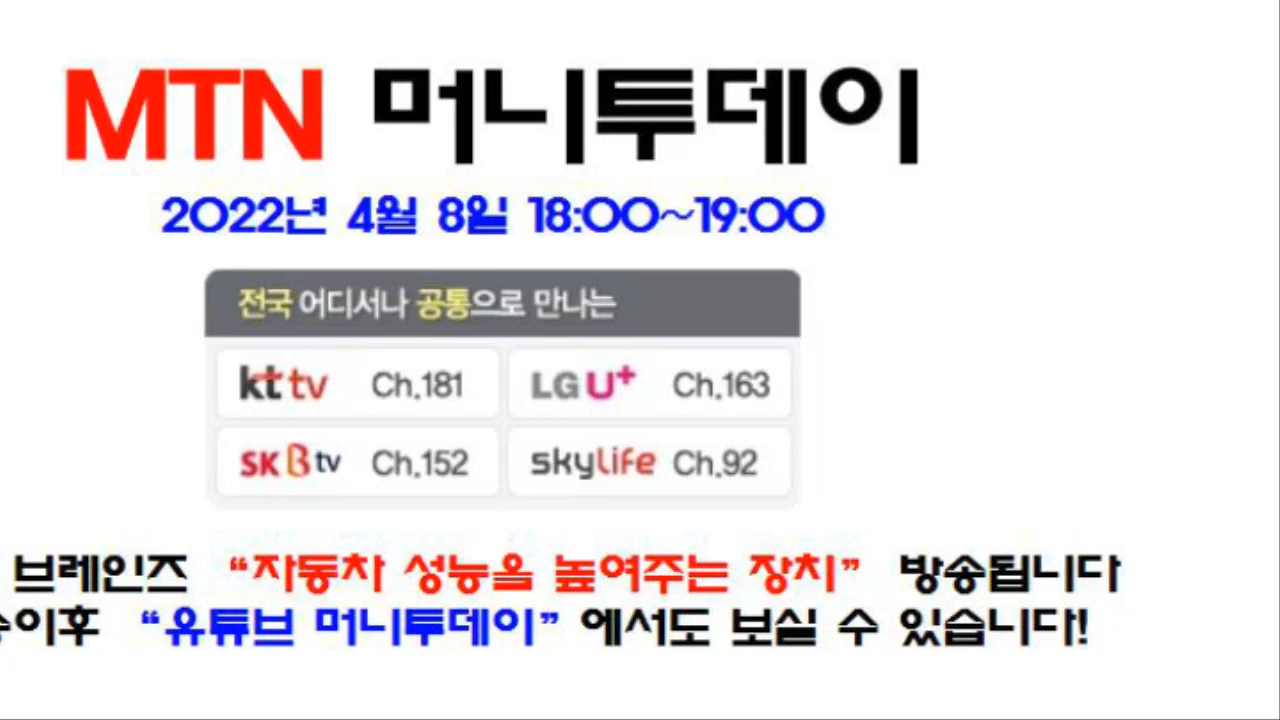 MTN 머니투데이
2022년 4월 8일 18:00~19:00
전국 어디서나 공통으로 만나는
kt tv Ch.181 LG U+ Ch.163
SK B tv Ch.152 skylife Ch.92
브레인즈 “자동차 성능을 높여주는 장치” 방송됩니다
이후 “유튜브 머니투데이” 에서도 보실 수 있습니다!